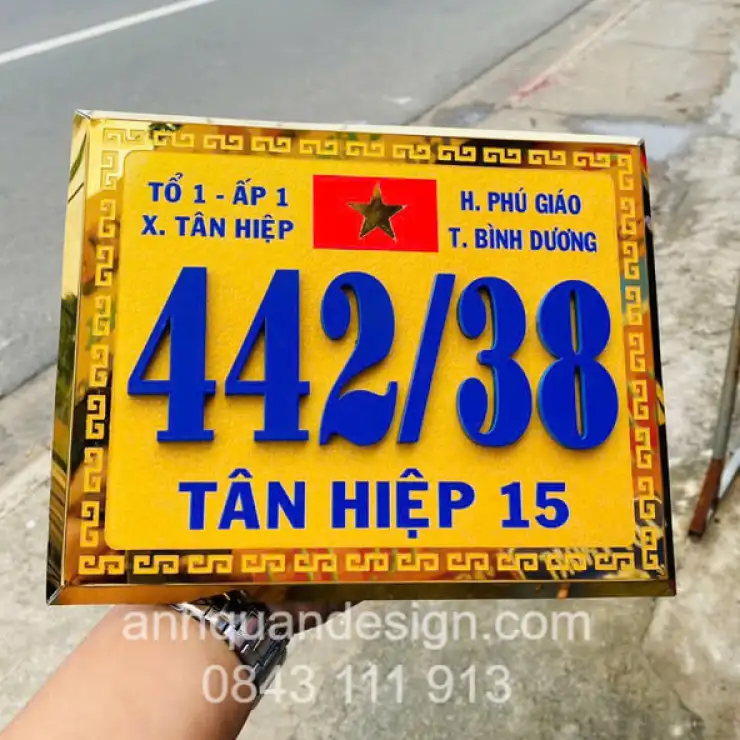 TỔ 1 - ẤP 1
X. TÂN HIỆP
H. PHÚ GIÁO
T. BÌNH DƯƠNG
442/38
TÂN HIỆP 15
anhquandesign.com
0843 111 913